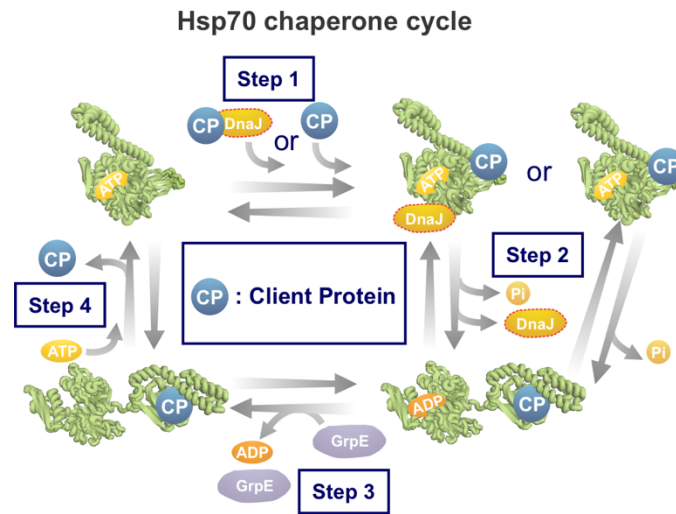 Hsp70 chaperone cycle
Step 1
CP DnaJ
or
CP
ATP
CP
ATP
DnaJ
or
CP
ATP
CP
Step 4
ATP
CP : Client Protein
Step 2
Pi
DnaJ
Pi
CP
ADP
CP
ADP
GrpE
GrpE
Step 3